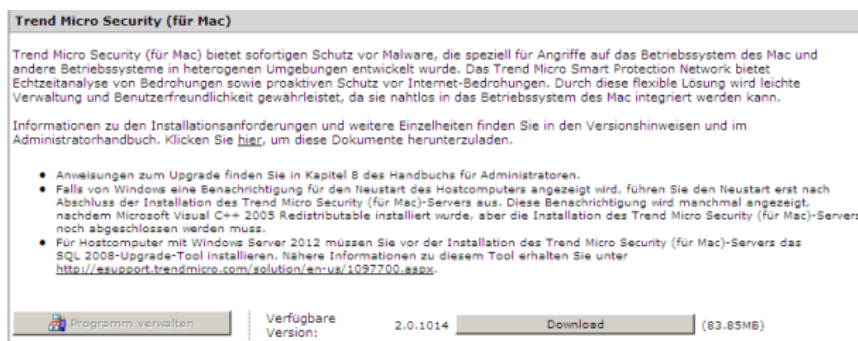 Trend Micro Security (für Mac)
Trend Micro Security (für Mac) bietet sofortigen Schutz vor Malware, die speziell für Angriffe auf das Betriebssystem des Mac und
andere Betriebssysteme in heterogenen Umgebungen entwickelt wurde. Das Trend Micro Smart Protection Network bietet
Echtzeitanalyse von Bedrohungen sowie proaktiven Schutz vor Internet-Bedrohungen. Durch diese flexible Lösung wird leichte
Verwaltung und Benutzerfreundlichkeit gewährleistet, da sie nahtlos in das Betriebssystem des Mac integriert werden kann.
Informationen zu den Installationsanforderungen und weitere Einzelheiten finden Sie in den Versionshinweisen und im
Administratorhandbuch. Klicken Sie hier, um diese Dokumente herunterzuladen.
• Anweisungen zum Upgrade finden Sie in Kapitel 8 des Handbuchs für Administratoren.
• Falls von Windows eine Benachrichtigung für den Neustart des Hostcomputers angezeigt wird, führen Sie den Neustart erst nach
Abschluss der Installation des Trend Micro Security (für Mac)-Servers aus. Diese Benachrichtigung wird manchmal angezeigt,
nachdem Microsoft Visual C++ 2005 Redistributable installiert wurde, aber die Installation des Trend Micro Security (für Mac)-Servers
noch abgeschlossen werden muss.
• Für Hostcomputer mit Windows Server 2012 müssen Sie vor der Installation des Trend Micro Security (für Mac)-Servers das
SQL 2008-Upgrade-Tool installieren. Nähere Informationen zu diesem Tool erhalten Sie unter
http://esupport.trendmicro.com/solution/en-us/1097700.aspx.
Programm verwalten
Verfügbare
Version:
2.0.1014
Download
(83.85MB)